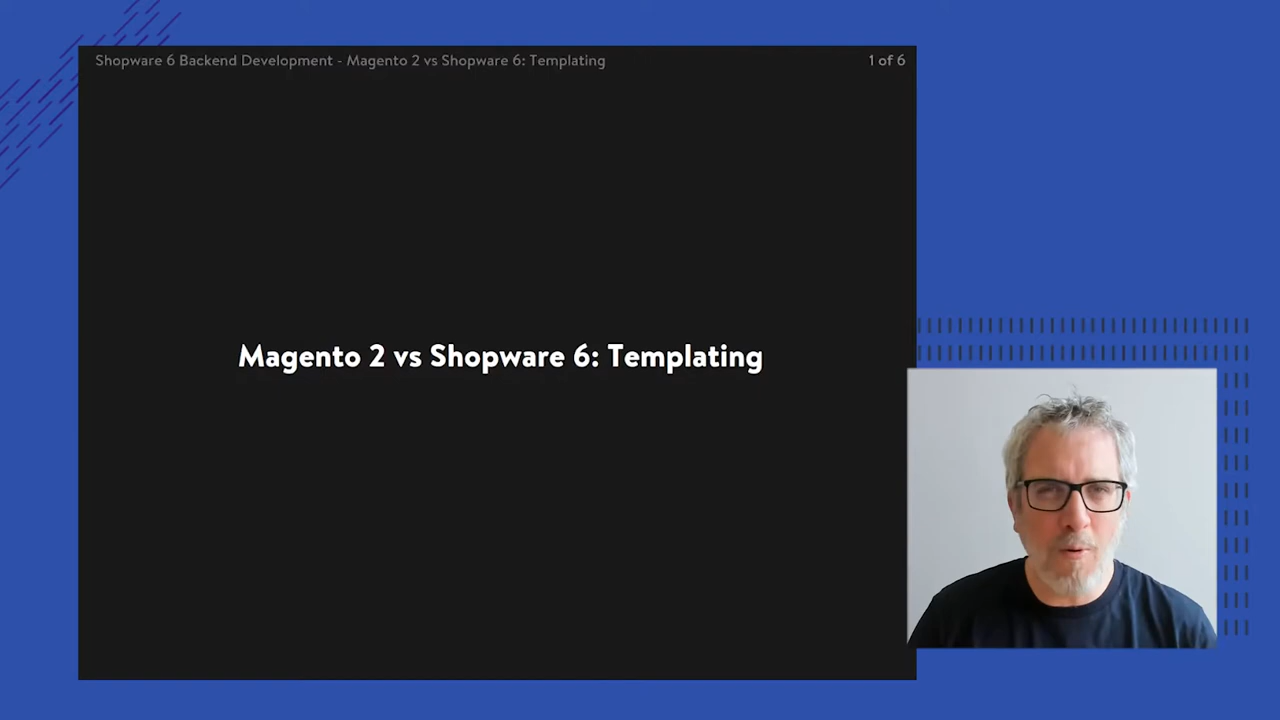 Shopware 6 Backend Development - Magento 2 vs Shopware 6: Templating
1 of 6
Magento 2 vs Shopware 6: Templating